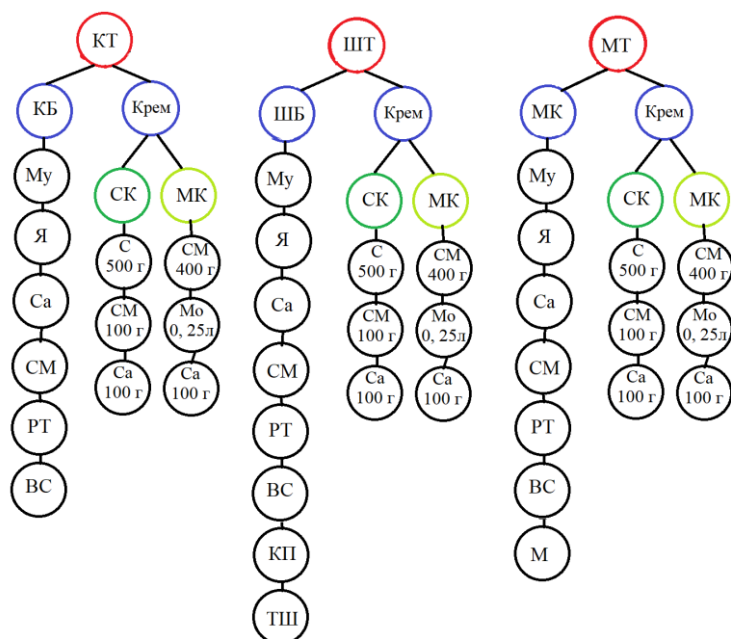 КТ
КБ
Крем
Му
Я
Са
СМ
РТ
ВС
СК
С
500 г
СМ
100 г
Са
100 г
МК
СМ
400 г
Мо
0, 25л
Са
100 г
ШТ
ШБ
Крем
Му
Я
Са
СМ
РТ
ВС
КП
ТШ
СК
С
500 г
СМ
100 г
Са
100 г
МК
СМ
400 г
Мо
0, 25л
Са
100 г
МТ
МК
Крем
Му
Я
Са
СМ
РТ
ВС
М
СК
С
500 г
СМ
100 г
Са
100 г
МК
СМ
400 г
Мо
0, 25л
Са
100 г